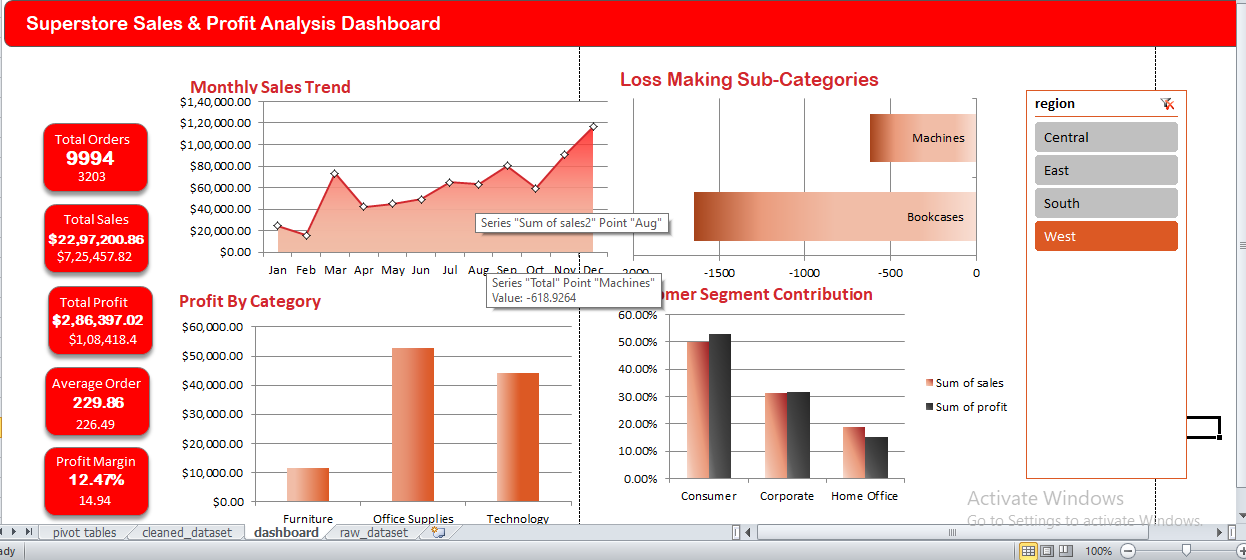 Superstore Sales & Profit Analysis Dashboard
Total Orders
9994
3203
Total Sales
$22,97,200.86
$7,25,457.82
Total Profit
$2,86,397.02
$1,08,418.4
Average Order
229.86
226.49
Profit Margin
12.47%
14.94
Monthly Sales Trend
$1,40,000.00
$1,20,000.00
$1,00,000.00
$80,000.00
$60,000.00
$40,000.00
$20,000.00
$0.00
Jan Feb Mar Apr May Jun Jul Aug Sep Oct Nov Dec
Series "Sum of sales2" Point "Aug"
Loss Making Sub-Categories
Machines
Bookcases
-1500 -1000 -500 0
Series "Total" Point "Machines"
Value: -618.9264
Profit By Category
$60,000.00
$50,000.00
$40,000.00
$30,000.00
$20,000.00
$10,000.00
$0.00
Furniture Office Supplies Technology
omer Segment Contribution
60.00%
50.00%
40.00%
30.00%
20.00%
10.00%
0.00%
Consumer Corporate Home Office
Sum of sales
Sum of profit
region
Central
East
South
West
Activate Windows
Go to Settings to activate Windows.
pivot tables cleaned_dataset dashboard raw_dataset
ady
100%